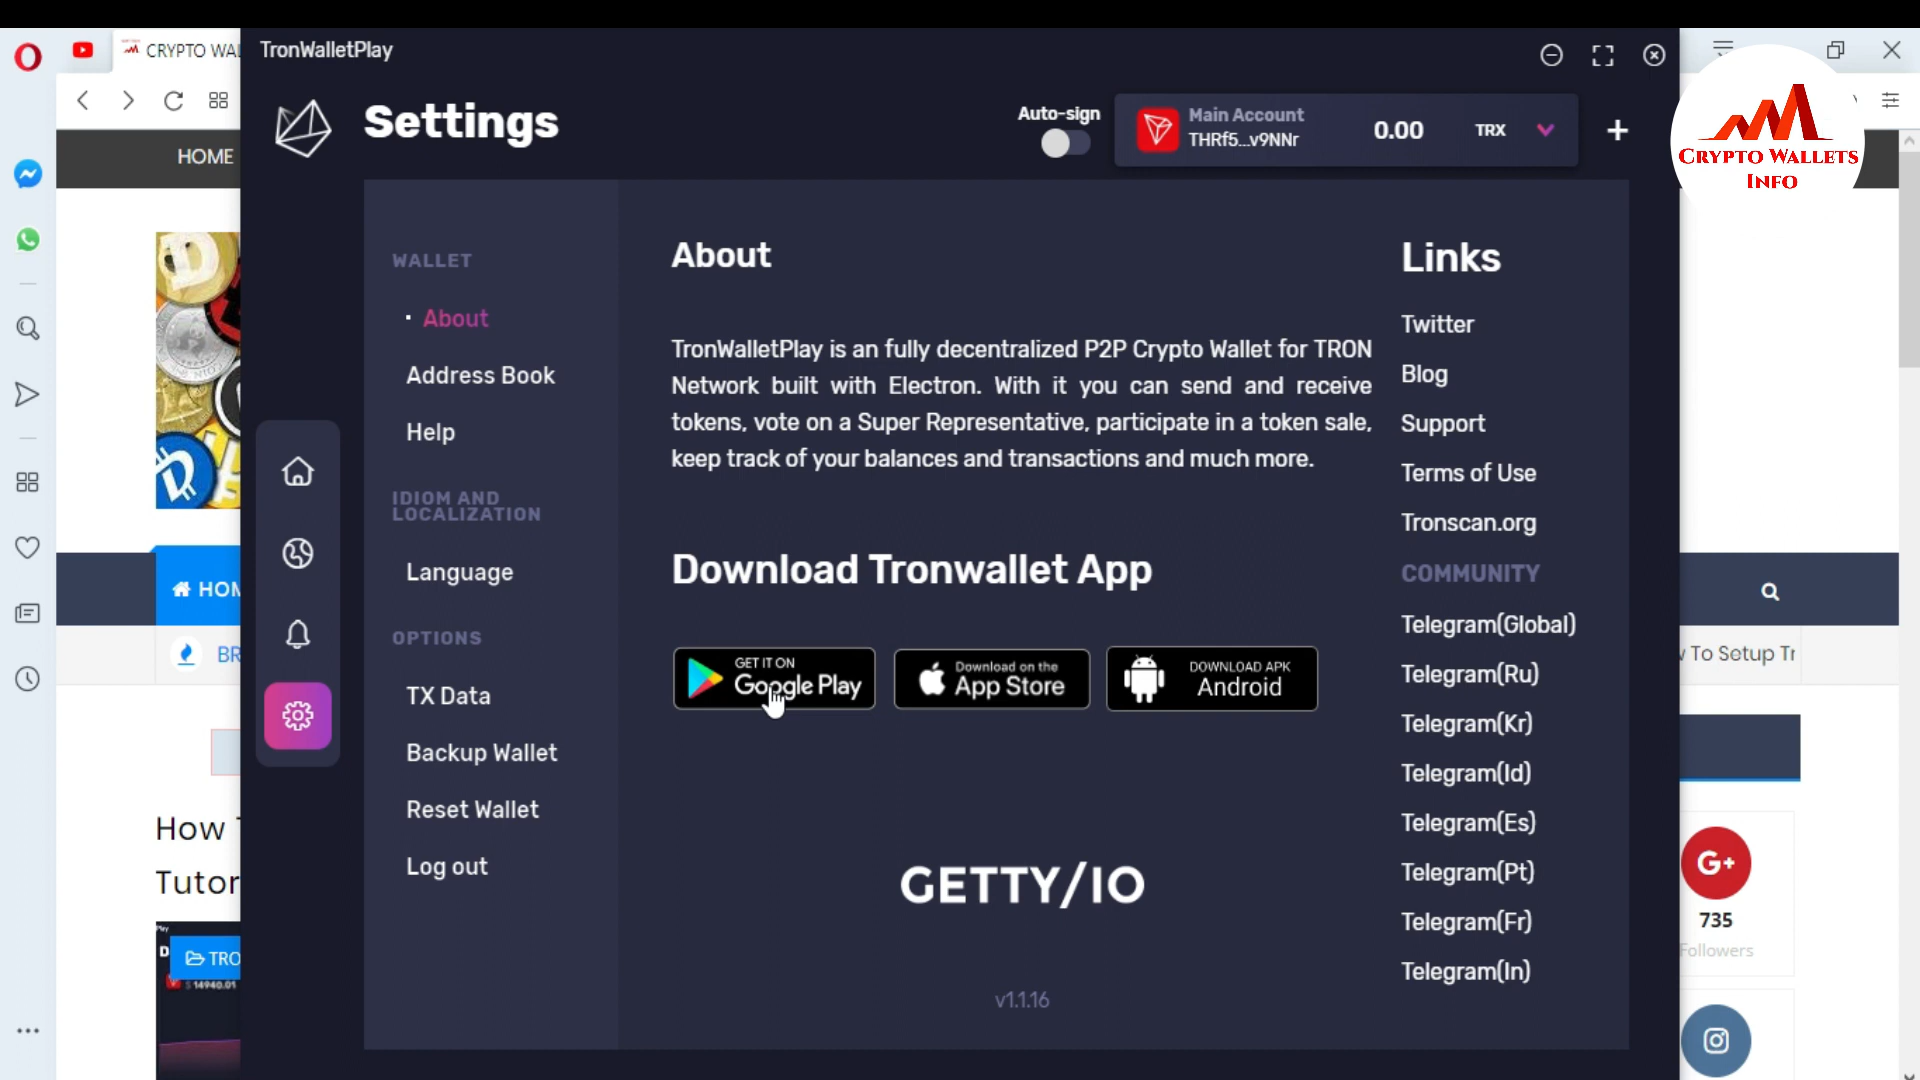 CRYPTO WAL
TronWalletPlay
Settings
Auto-sign
Main Account
THRf5...v9NNr
0.00
TRX
CRYPTO WALLETS
INFO
HOME
WALLET
About
Address Book
Help
IDIOM AND
LOCALIZATION
Language
OPTIONS
TX Data
Backup Wallet
Reset Wallet
Log out
About
TronWalletPlay is an fully decentralized P2P Crypto Wallet for TRON
Network built with Electron. With it you can send and receive
tokens, vote on a Super Representative, participate in a token sale,
keep track of your balances and transactions and much more.
Download Tronwallet App
GET IT ON
Google Play
Download on the
App Store
DOWNLOAD APK
Android
GETTY/IO
v1.1.16
Links
Twitter
Blog
Support
Terms of Use
Tronscan.org
COMMUNITY
Telegram(Global)
Telegram(Ru)
Telegram(Kr)
Telegram(Id)
Telegram(Es)
Telegram(Pt)
Telegram(Fr)
Telegram(In)
HOM
BR
To Setup Tr
How
Tutor
TRO
14940.01
G+
735
Followers